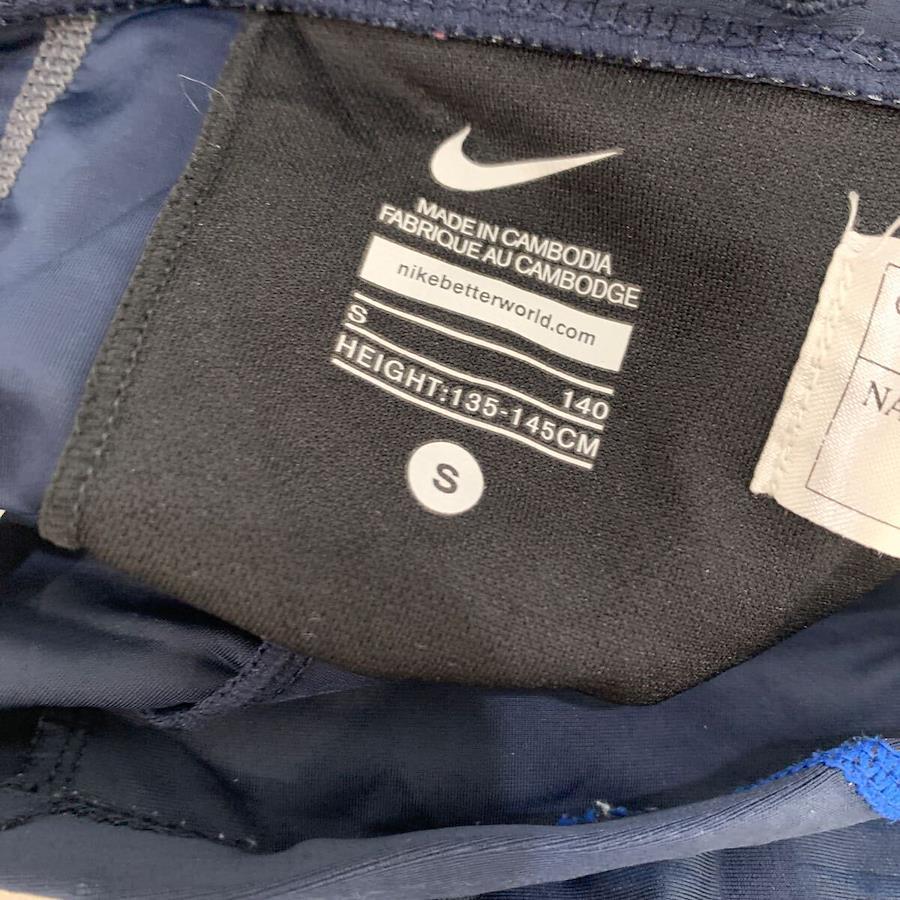 MADE IN CAMBODIA
FABRIQUE AU CAMBODGE
nikebetterworld.com
S 140
HEIGHT:135-145CM
S